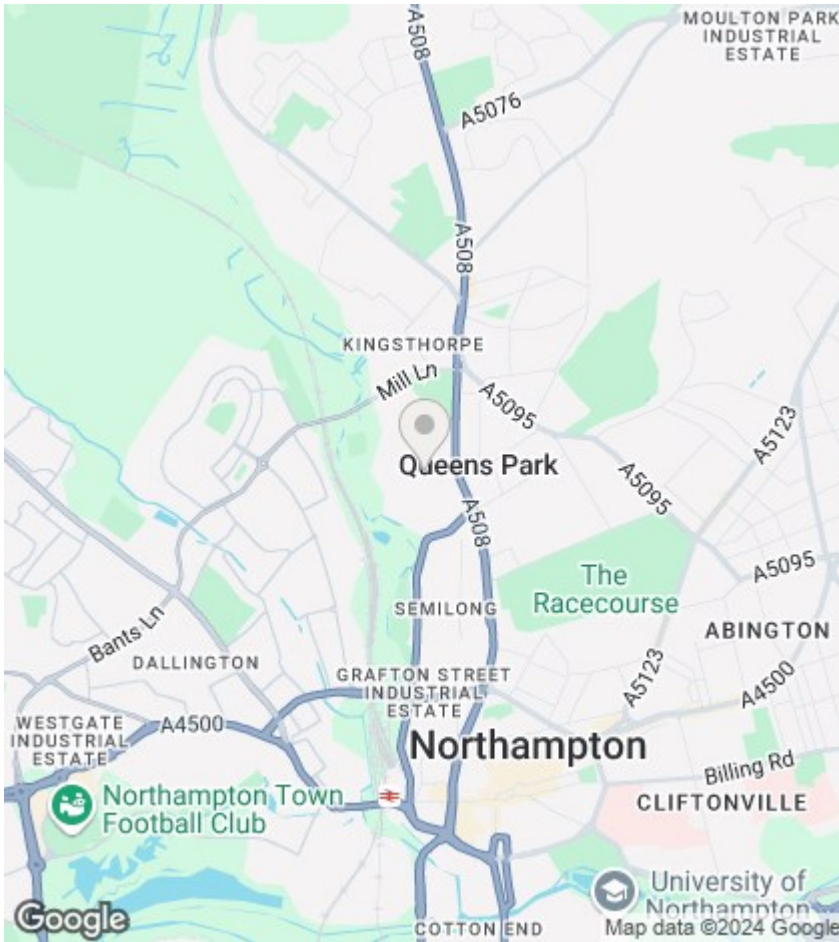 A508
MOULTON PARK
INDUSTRIAL
ESTATE
A5076
A508
KINGSTHORPE
Mill Ln
A5095
A5123
Queens Park
A5095
A508
The
Racecourse
A5095
SEMILONG
ABINGTON
Bants Ln
DALLINGTON
GRAFTON STREET
INDUSTRIAL
ESTATE
A5123
A4500
WESTGATE
INDUSTRIAL
ESTATE
A4500
Northampton
Billing Rd
Northampton Town
Football Club
CLIFTONVILLE
University of
Northampton
Google
COTTON END
Map data ©2024 Google